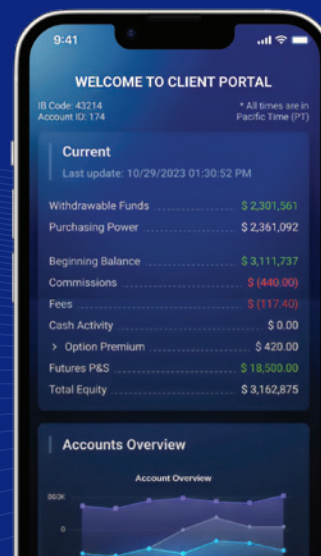 9:41
WELCOME TO CLIENT PORTAL
IB Code: 43214 * All times are in
Account ID: 174 Pacific Time (PT)
Current
Last update: 10/29/2023 01:30:52 PM
Withdrawable Funds $ 2,301,561
Purchasing Power $ 2,361,092
Beginning Balance $ 3,111,737
Commissions $ (440.00)
Fees $ (117.40)
Cash Activity $ 0.00
> Option Premium $ 420.00
Futures P&S $ 18,500.00
Total Equity $ 3,162,875
Accounts Overview
Account Overview
800K
0